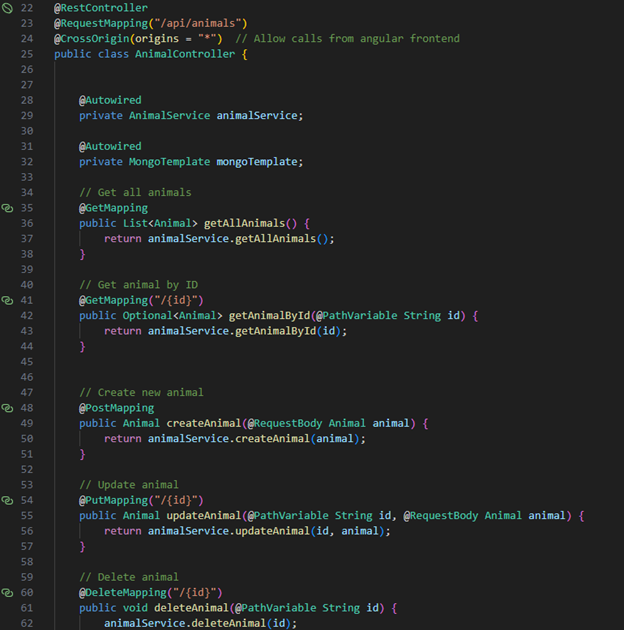 22 @RestController
23 @RequestMapping("/api/animals")
24 @CrossOrigin(origins = "*")  // Allow calls from angular frontend
25 public class AnimalController {
26
27
28     @Autowired
29     private AnimalService animalService;
30
31     @Autowired
32     private MongoTemplate mongoTemplate;
33
34     // Get all animals
35     @GetMapping
36     public List<Animal> getAllAnimals() {
37         return animalService.getAllAnimals();
38     }
39
40     // Get animal by ID
41     @GetMapping("/{id}")
42     public Optional<Animal> getAnimalById(@PathVariable String id) {
43         return animalService.getAnimalById(id);
44     }
45
46
47     // Create new animal
48     @PostMapping
49     public Animal createAnimal(@RequestBody Animal animal) {
50         return animalService.createAnimal(animal);
51     }
52
53     // Update animal
54     @PutMapping("/{id}")
55     public Animal updateAnimal(@PathVariable String id, @RequestBody Animal animal) {
56         return animalService.updateAnimal(id, animal);
57     }
58
59     // Delete animal
60     @DeleteMapping("/{id}")
61     public void deleteAnimal(@PathVariable String id) {
62         animalService.deleteAnimal(id);